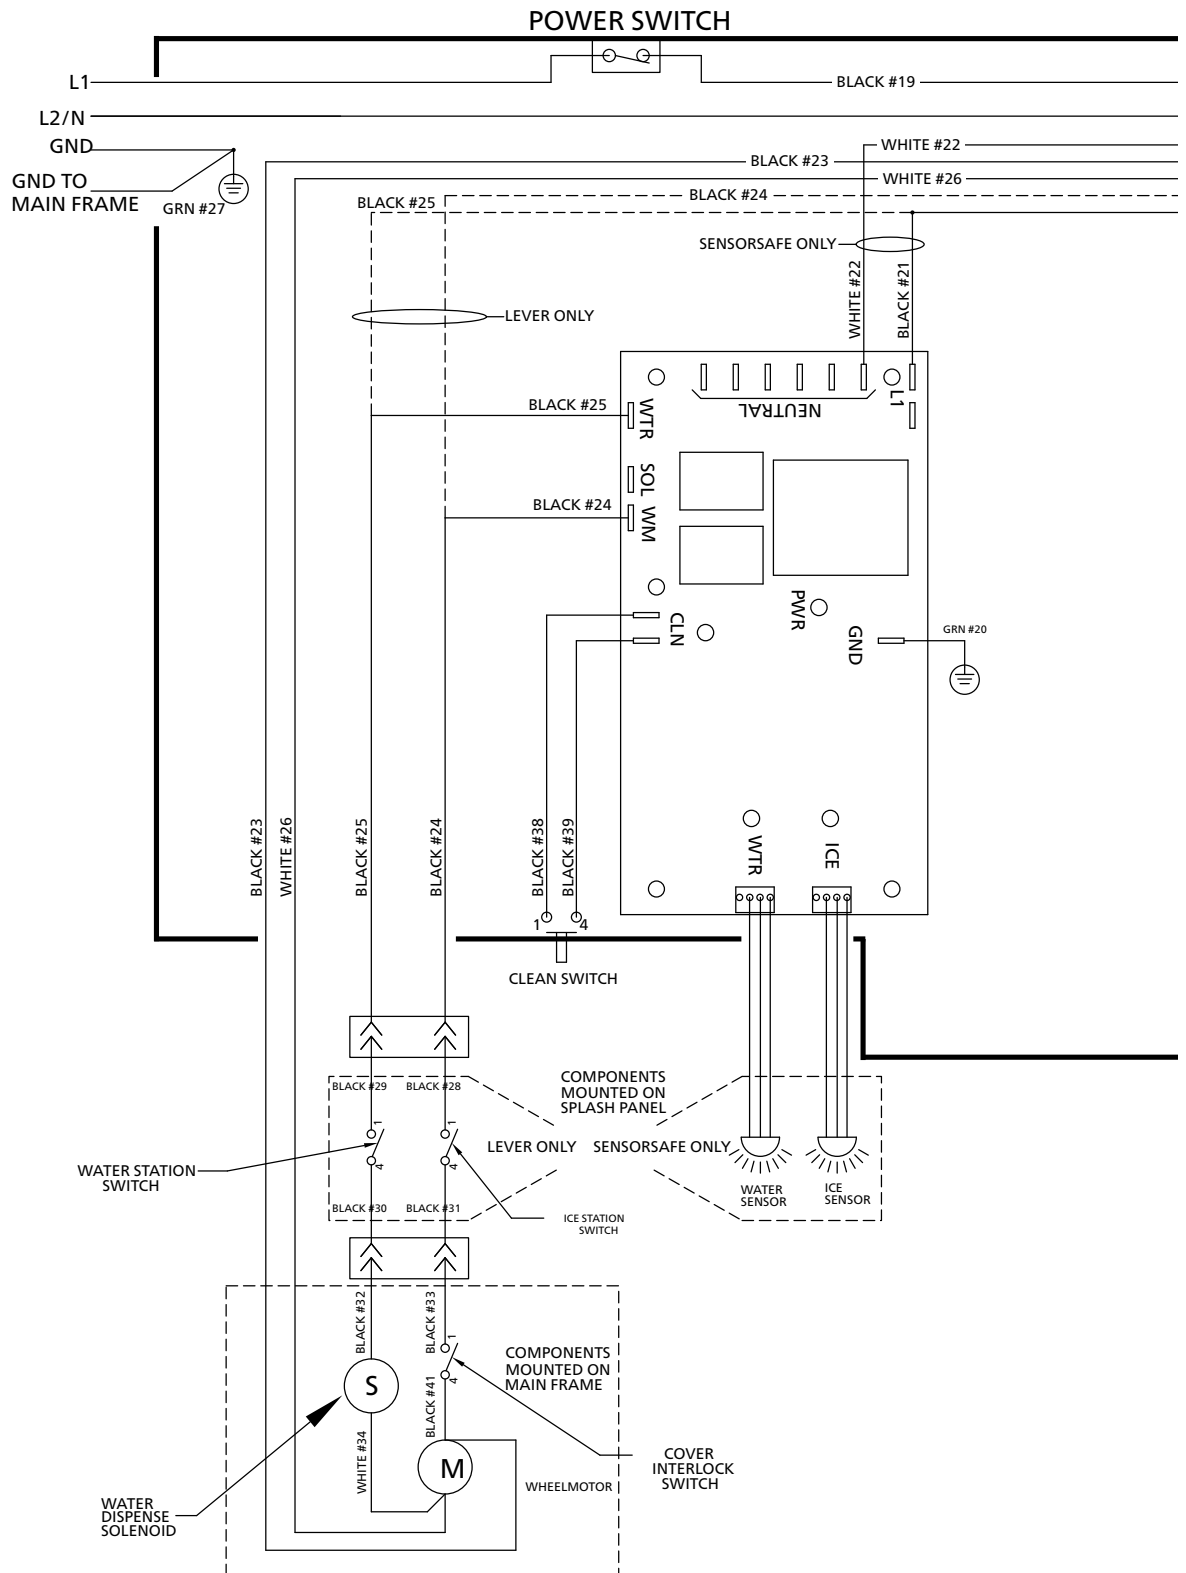 POWER SWITCH
L1
BLACK #19
L2/N
GND
WHITE #22
BLACK #23
GND TO
MAIN FRAME
GRN #27
WHITE #26
BLACK #24
BLACK #25
SENSORSAFE ONLY
WHITE #22
BLACK #21
LEVER ONLY
NEUTRAL
L1
BLACK #25
WTR
SOL
BLACK #24
WM
CLN
PWR
GND
GRN #20
BLACK #23
WHITE #26
BLACK #25
BLACK #24
BLACK #38
BLACK #39
WTR
ICE
1
4
CLEAN SWITCH
BLACK #29
BLACK #28
COMPONENTS
MOUNTED ON
SPLASH PANEL
1
1
LEVER ONLY
SENSORSAFE ONLY
4
4
WATER STATION
SWITCH
WATER
SENSOR
ICE
SENSOR
BLACK #30
BLACK #31
ICE STATION
SWITCH
BLACK #32
BLACK #33
1
COMPONENTS
MOUNTED ON
MAIN FRAME
4
S
BLACK #41
WHITE #34
M
WHEELMOTOR
COVER
INTERLOCK
SWITCH
WATER
DISPENSE
SOLENOID